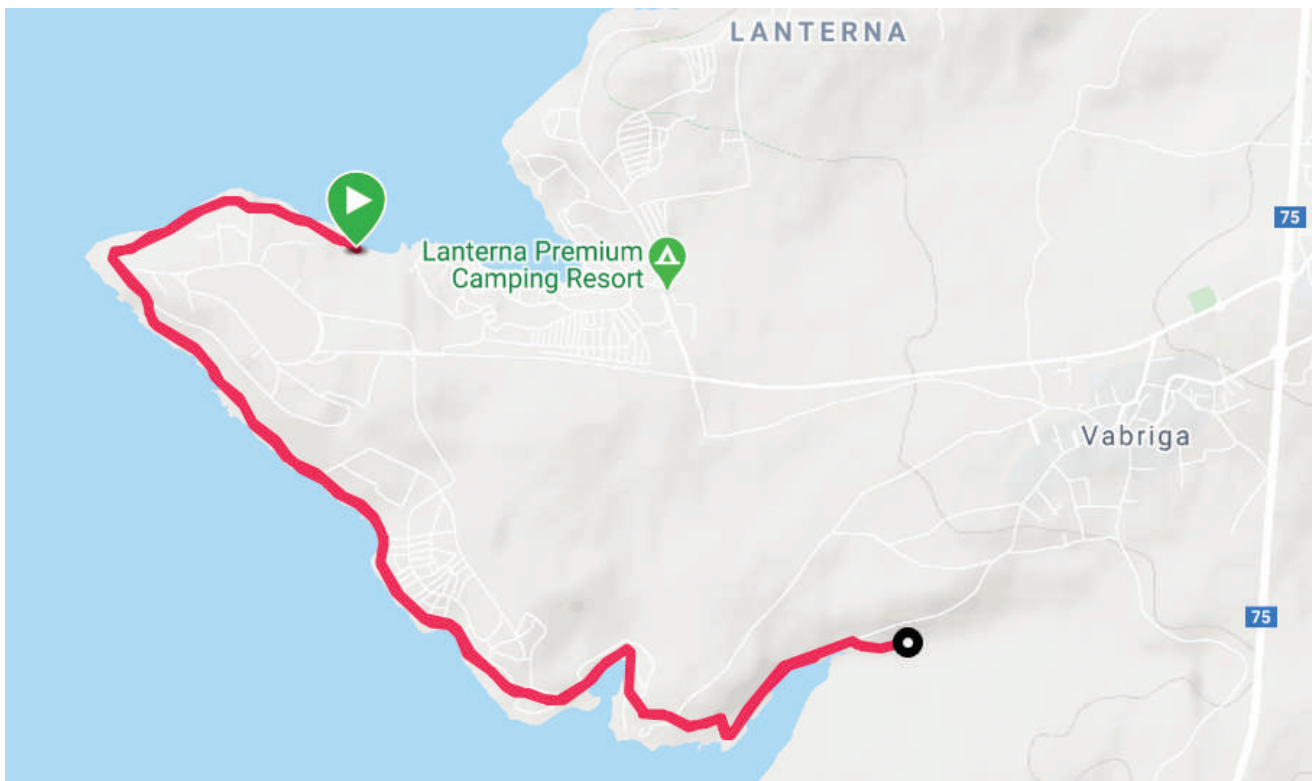 LANTERNA
75
Lanterna Premium
Camping Resort
Vabriga
75